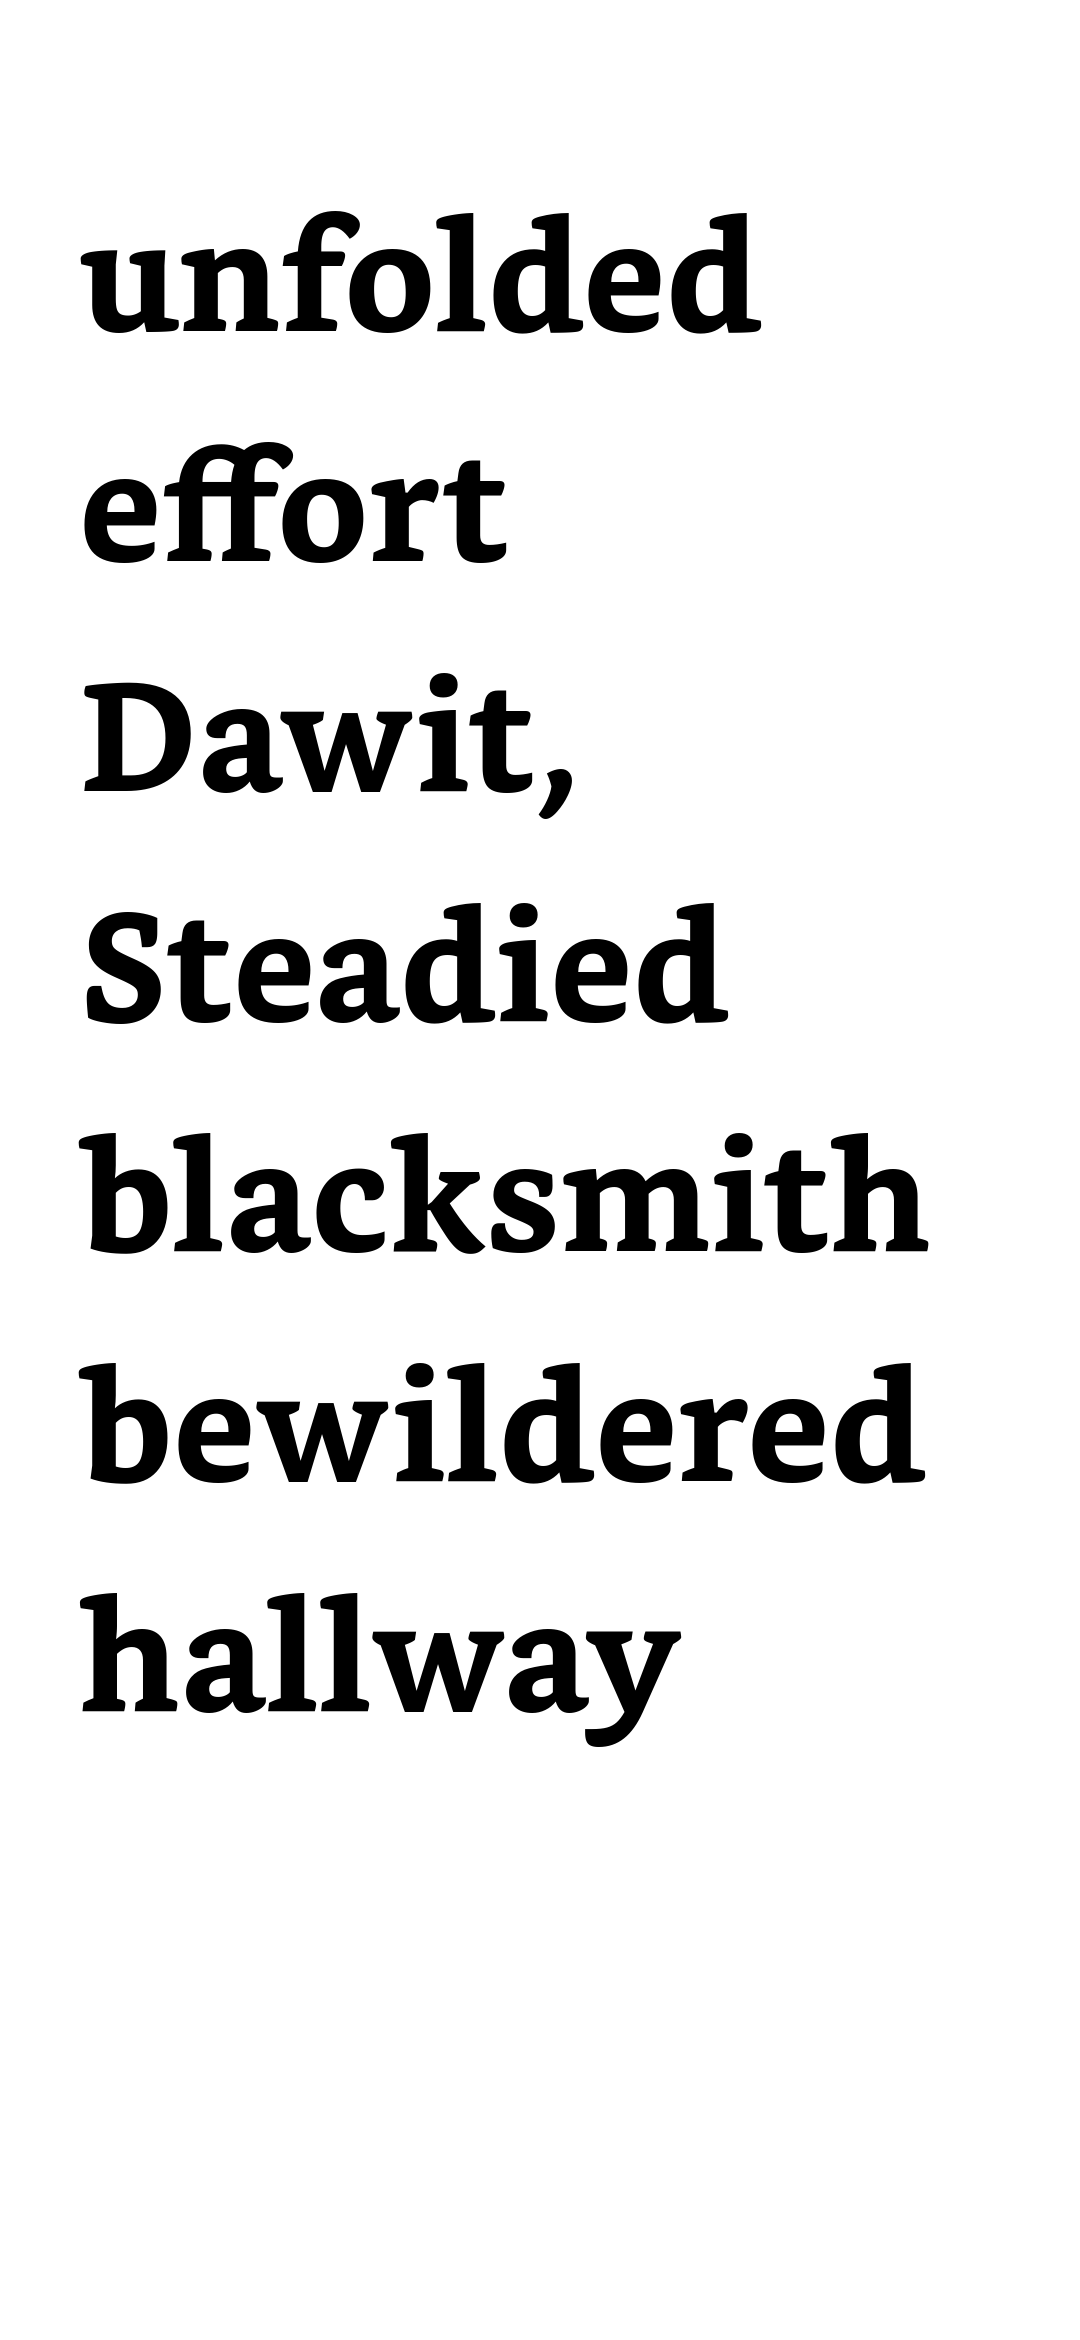 unfolded
effort
Dawit,
Steadied
blacksmith
bewildered
hallway